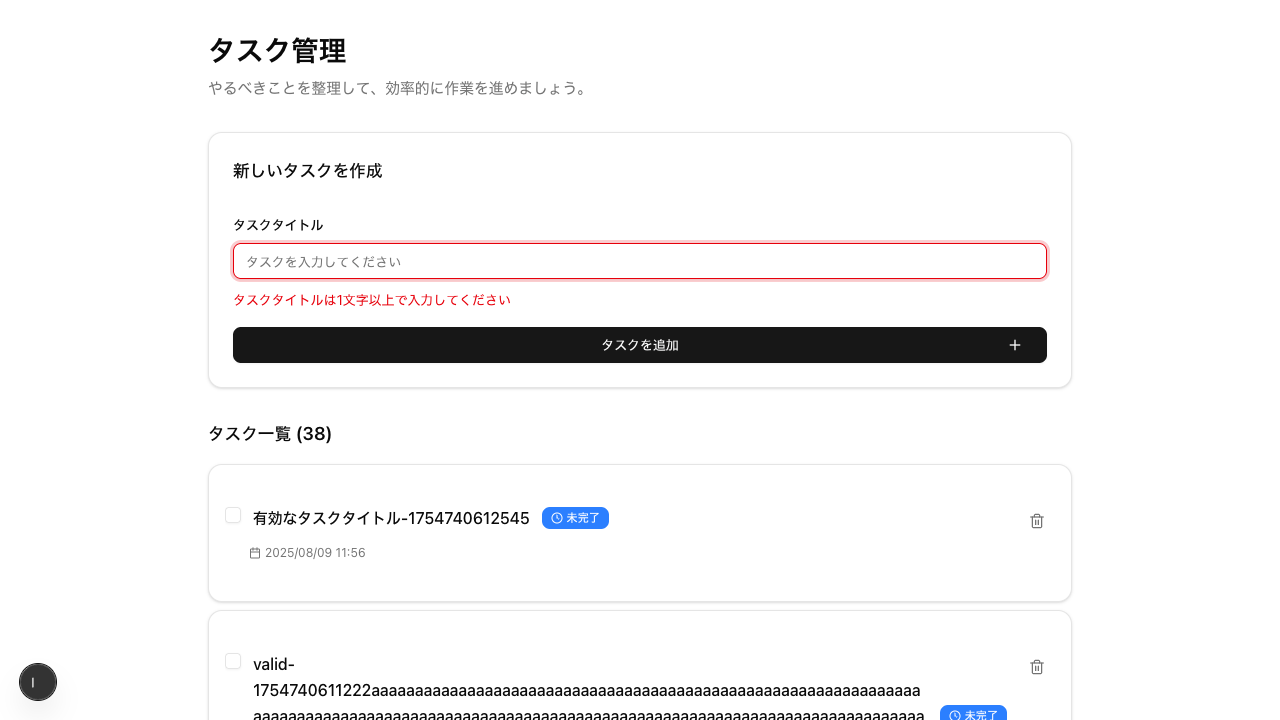 タスク管理
やるべきことを整理して、効率的に作業を進めましょう。
新しいタスクを作成
タスクタイトル
タスクを入力してください
タスクタイトルは1文字以上で入力してください
タスクを追加
タスク一覧 (38)
有効なタスクタイトル-1754740612545
未完了
2025/08/09 11:56
valid-
1754740611222aaaaaaaaaaaaaaaaaaaaaaaaaaaaaaaaaaaaaaaaaaaaaaaaaaaaaaaaaaaaaaa
aaaaaaaaaaaaaaaaaaaaaaaaaaaaaaaaaaaaaaaaaaaaaaaaaaaaaaaaaaaaaaaaaaaaaaaaaaaaa
未完了